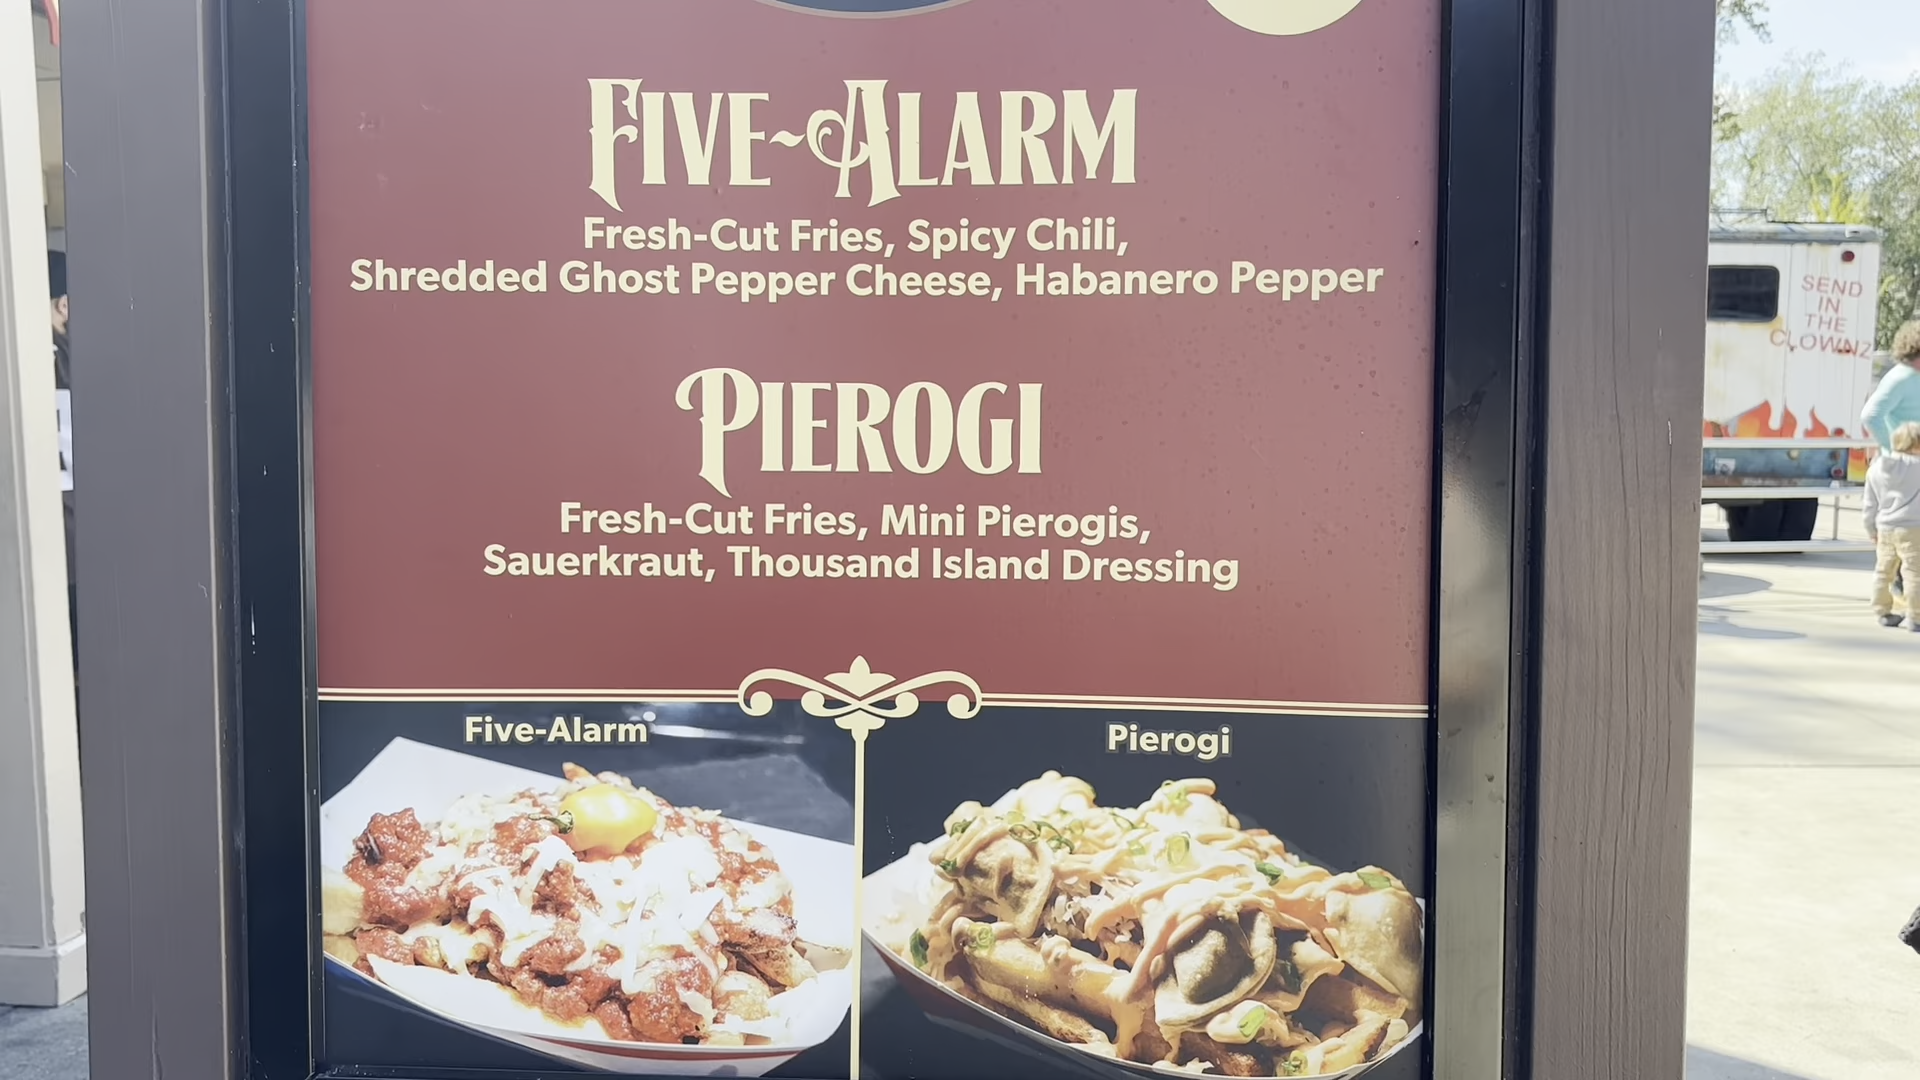 FIVE-ALARM
Fresh-Cut Fries, Spicy Chili,
Shredded Ghost Pepper Cheese, Habanero Pepper
PIEROGI
Fresh-Cut Fries, Mini Pierogis,
Sauerkraut, Thousand Island Dressing
Five-Alarm
Pierogi
SEND
IN
THE
CLOWNZ